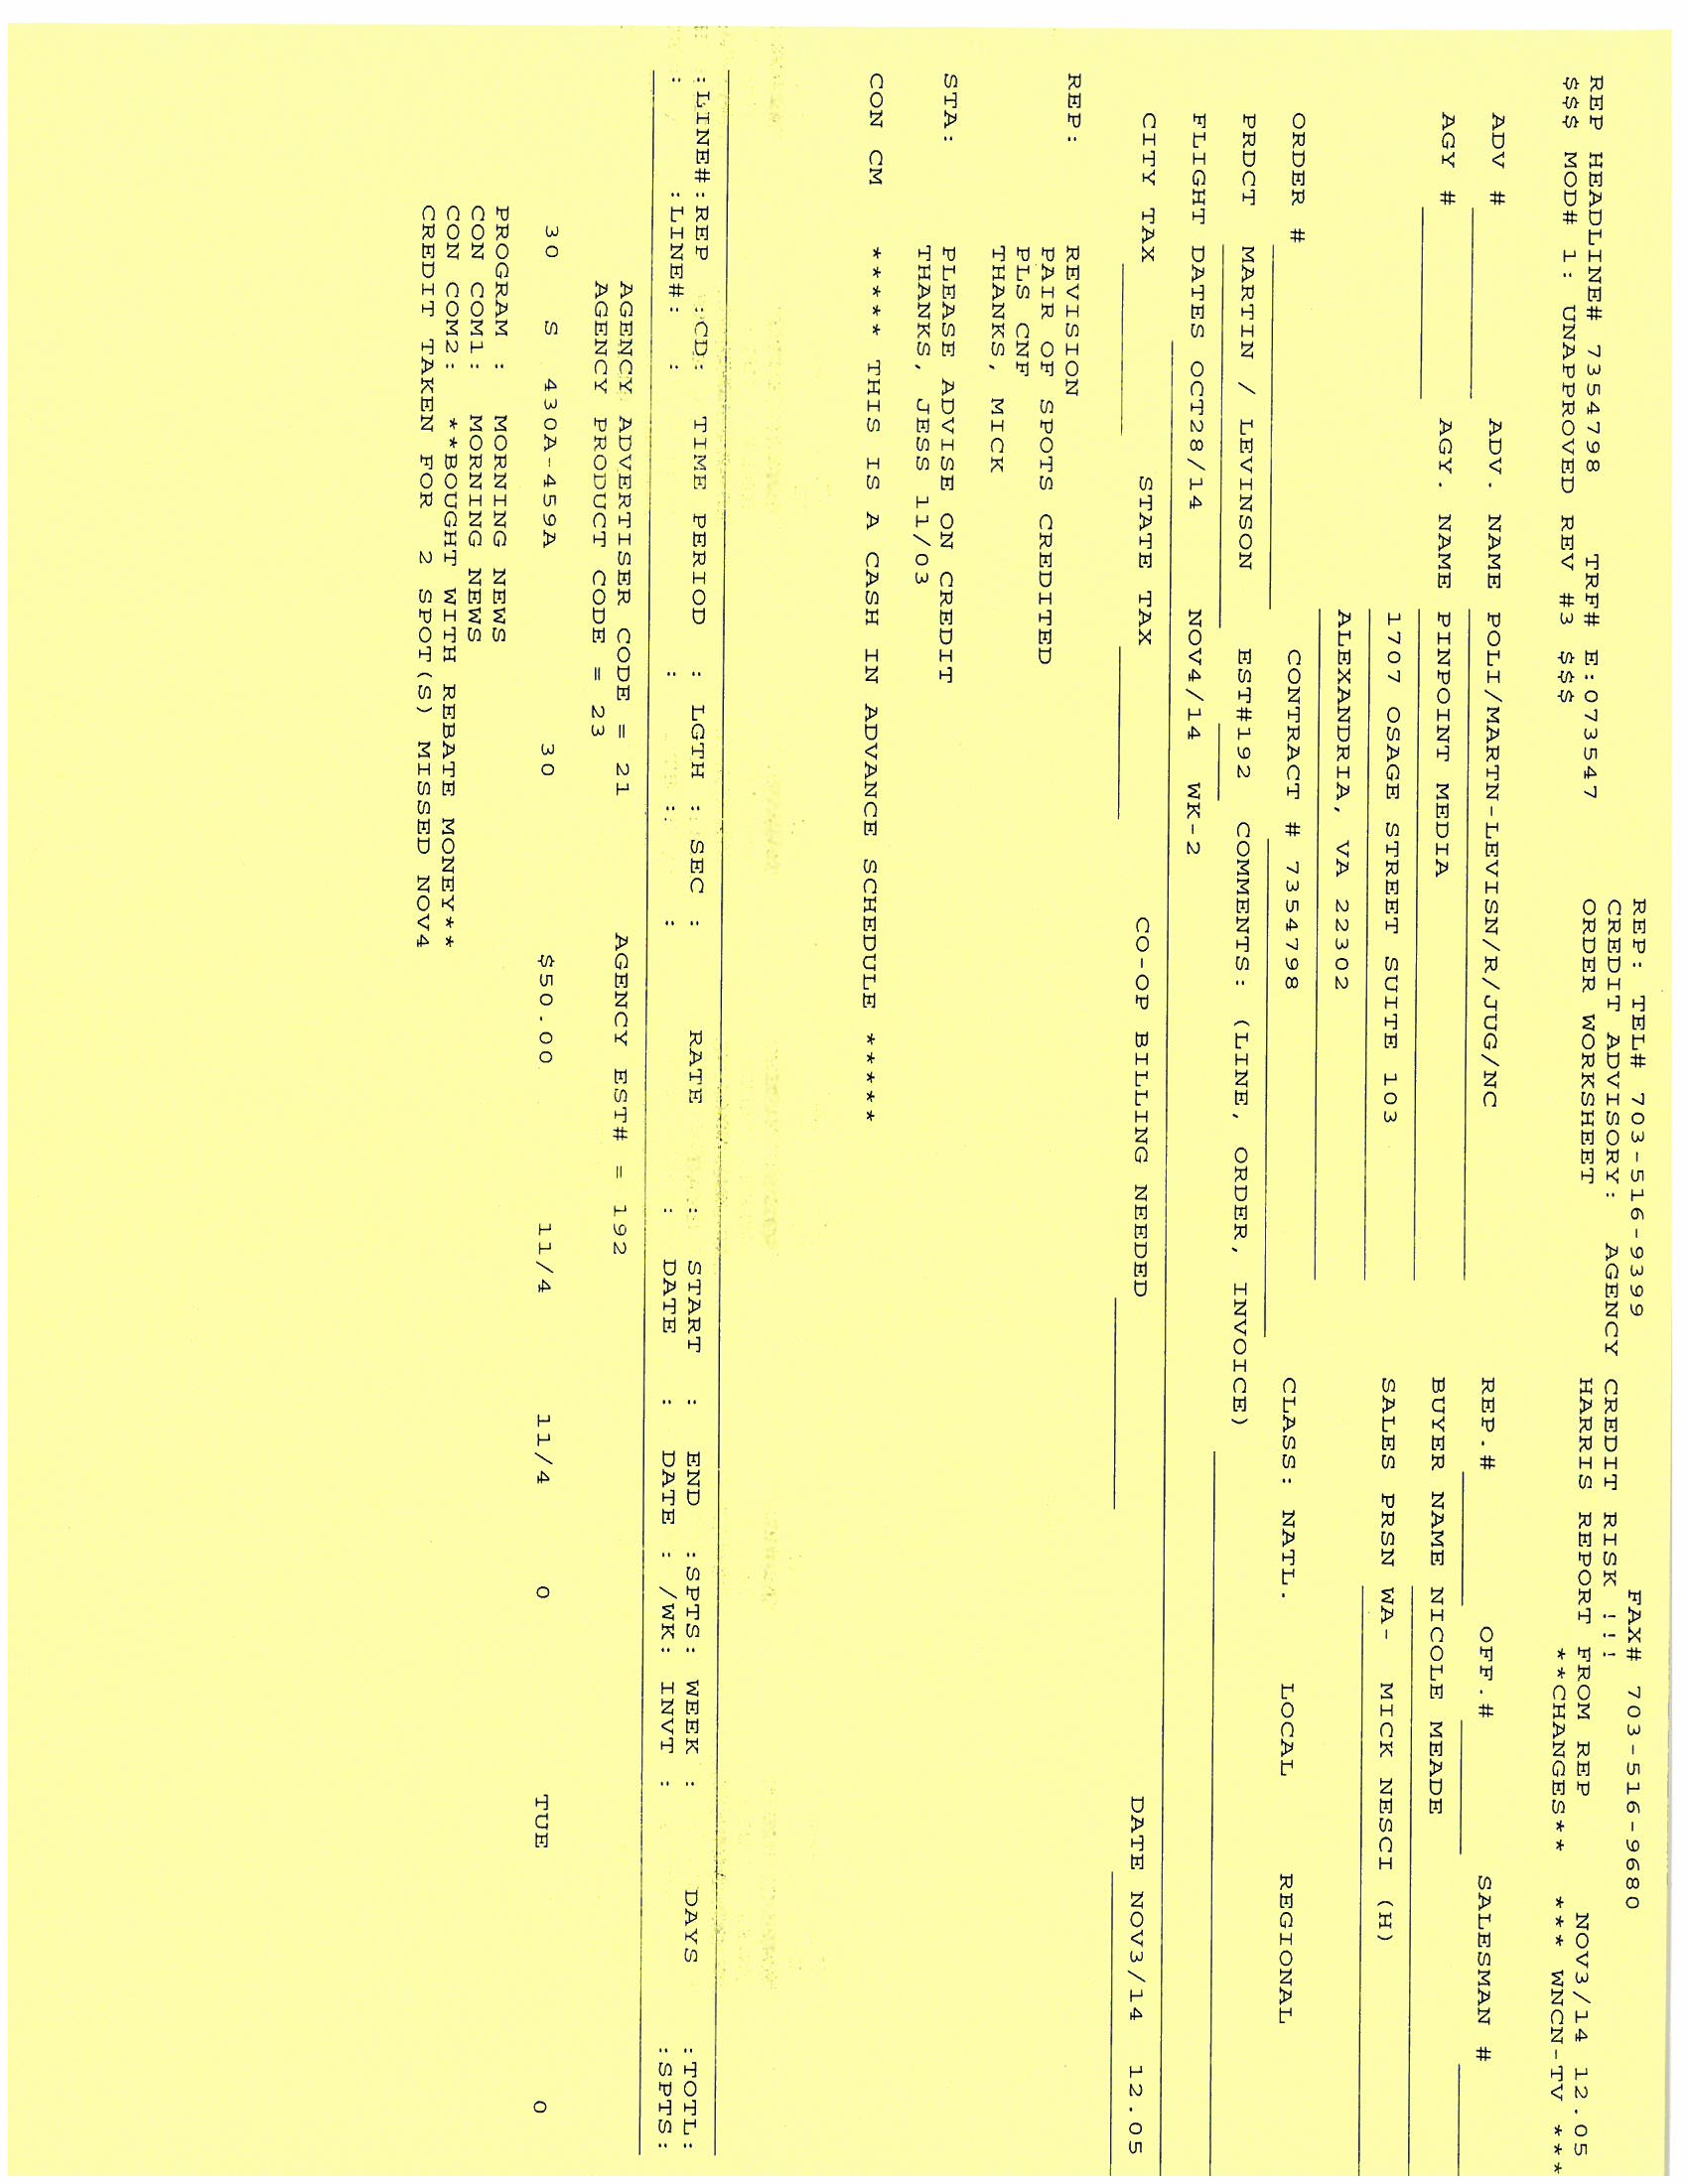 REP: TEL# 703-516-9399 FAX# 703-516-9680
CREDIT ADVISORY: AGENCY CREDIT RISK !!!
REP HEADLINE# 7354798 TRF# E:073547 ORDER WORKSHEET HARRIS REPORT FROM REP NOV3/14 12.05
$$$ MOD# 1: UNAPPROVED REV #3 $$$ **CHANGES** *** WNCN-TV ***
ADV # ADV. NAME POLI/MARTN-LEVISN/R/JUG/NC REP.# OFF.# SALESMAN #
AGY # AGY. NAME PINPOINT MEDIA BUYER NAME NICOLE MEADE
1707 OSAGE STREET SUITE 103 SALES PRSN WA- MICK NESCI (H)
ALEXANDRIA, VA 22302
ORDER # CONTRACT # 7354798 CLASS: NATL. LOCAL REGIONAL
PRDCT MARTIN / LEVINSON EST#192 COMMENTS: (LINE, ORDER, INVOICE)
FLIGHT DATES OCT28/14 NOV4/14 WK-2
CITY TAX STATE TAX CO-OP BILLING NEEDED DATE NOV3/14 12.05
REP: REVISION
PAIR OF SPOTS CREDITED
PLS CNF
THANKS, MICK
STA: PLEASE ADVISE ON CREDIT
THANKS, JESS 11/03
CON CM ***** THIS IS A CASH IN ADVANCE SCHEDULE *****
:LINE#:REP :CD: TIME PERIOD : LGTH : SEC : RATE : START : END :SPTS: WEEK : DAYS :TOTL:
: :LINE#: : : : : : DATE : DATE : /WK: INVT : :SPTS:
AGENCY ADVERTISER CODE = 21 AGENCY EST# = 192
AGENCY PRODUCT CODE = 23
30 S 430A-459A 30 $50.00 11/4 11/4 0 TUE 0
PROGRAM : MORNING NEWS
CON COM1: MORNING NEWS
CON COM2: **BOUGHT WITH REBATE MONEY**
CREDIT TAKEN FOR 2 SPOT(S) MISSED NOV4